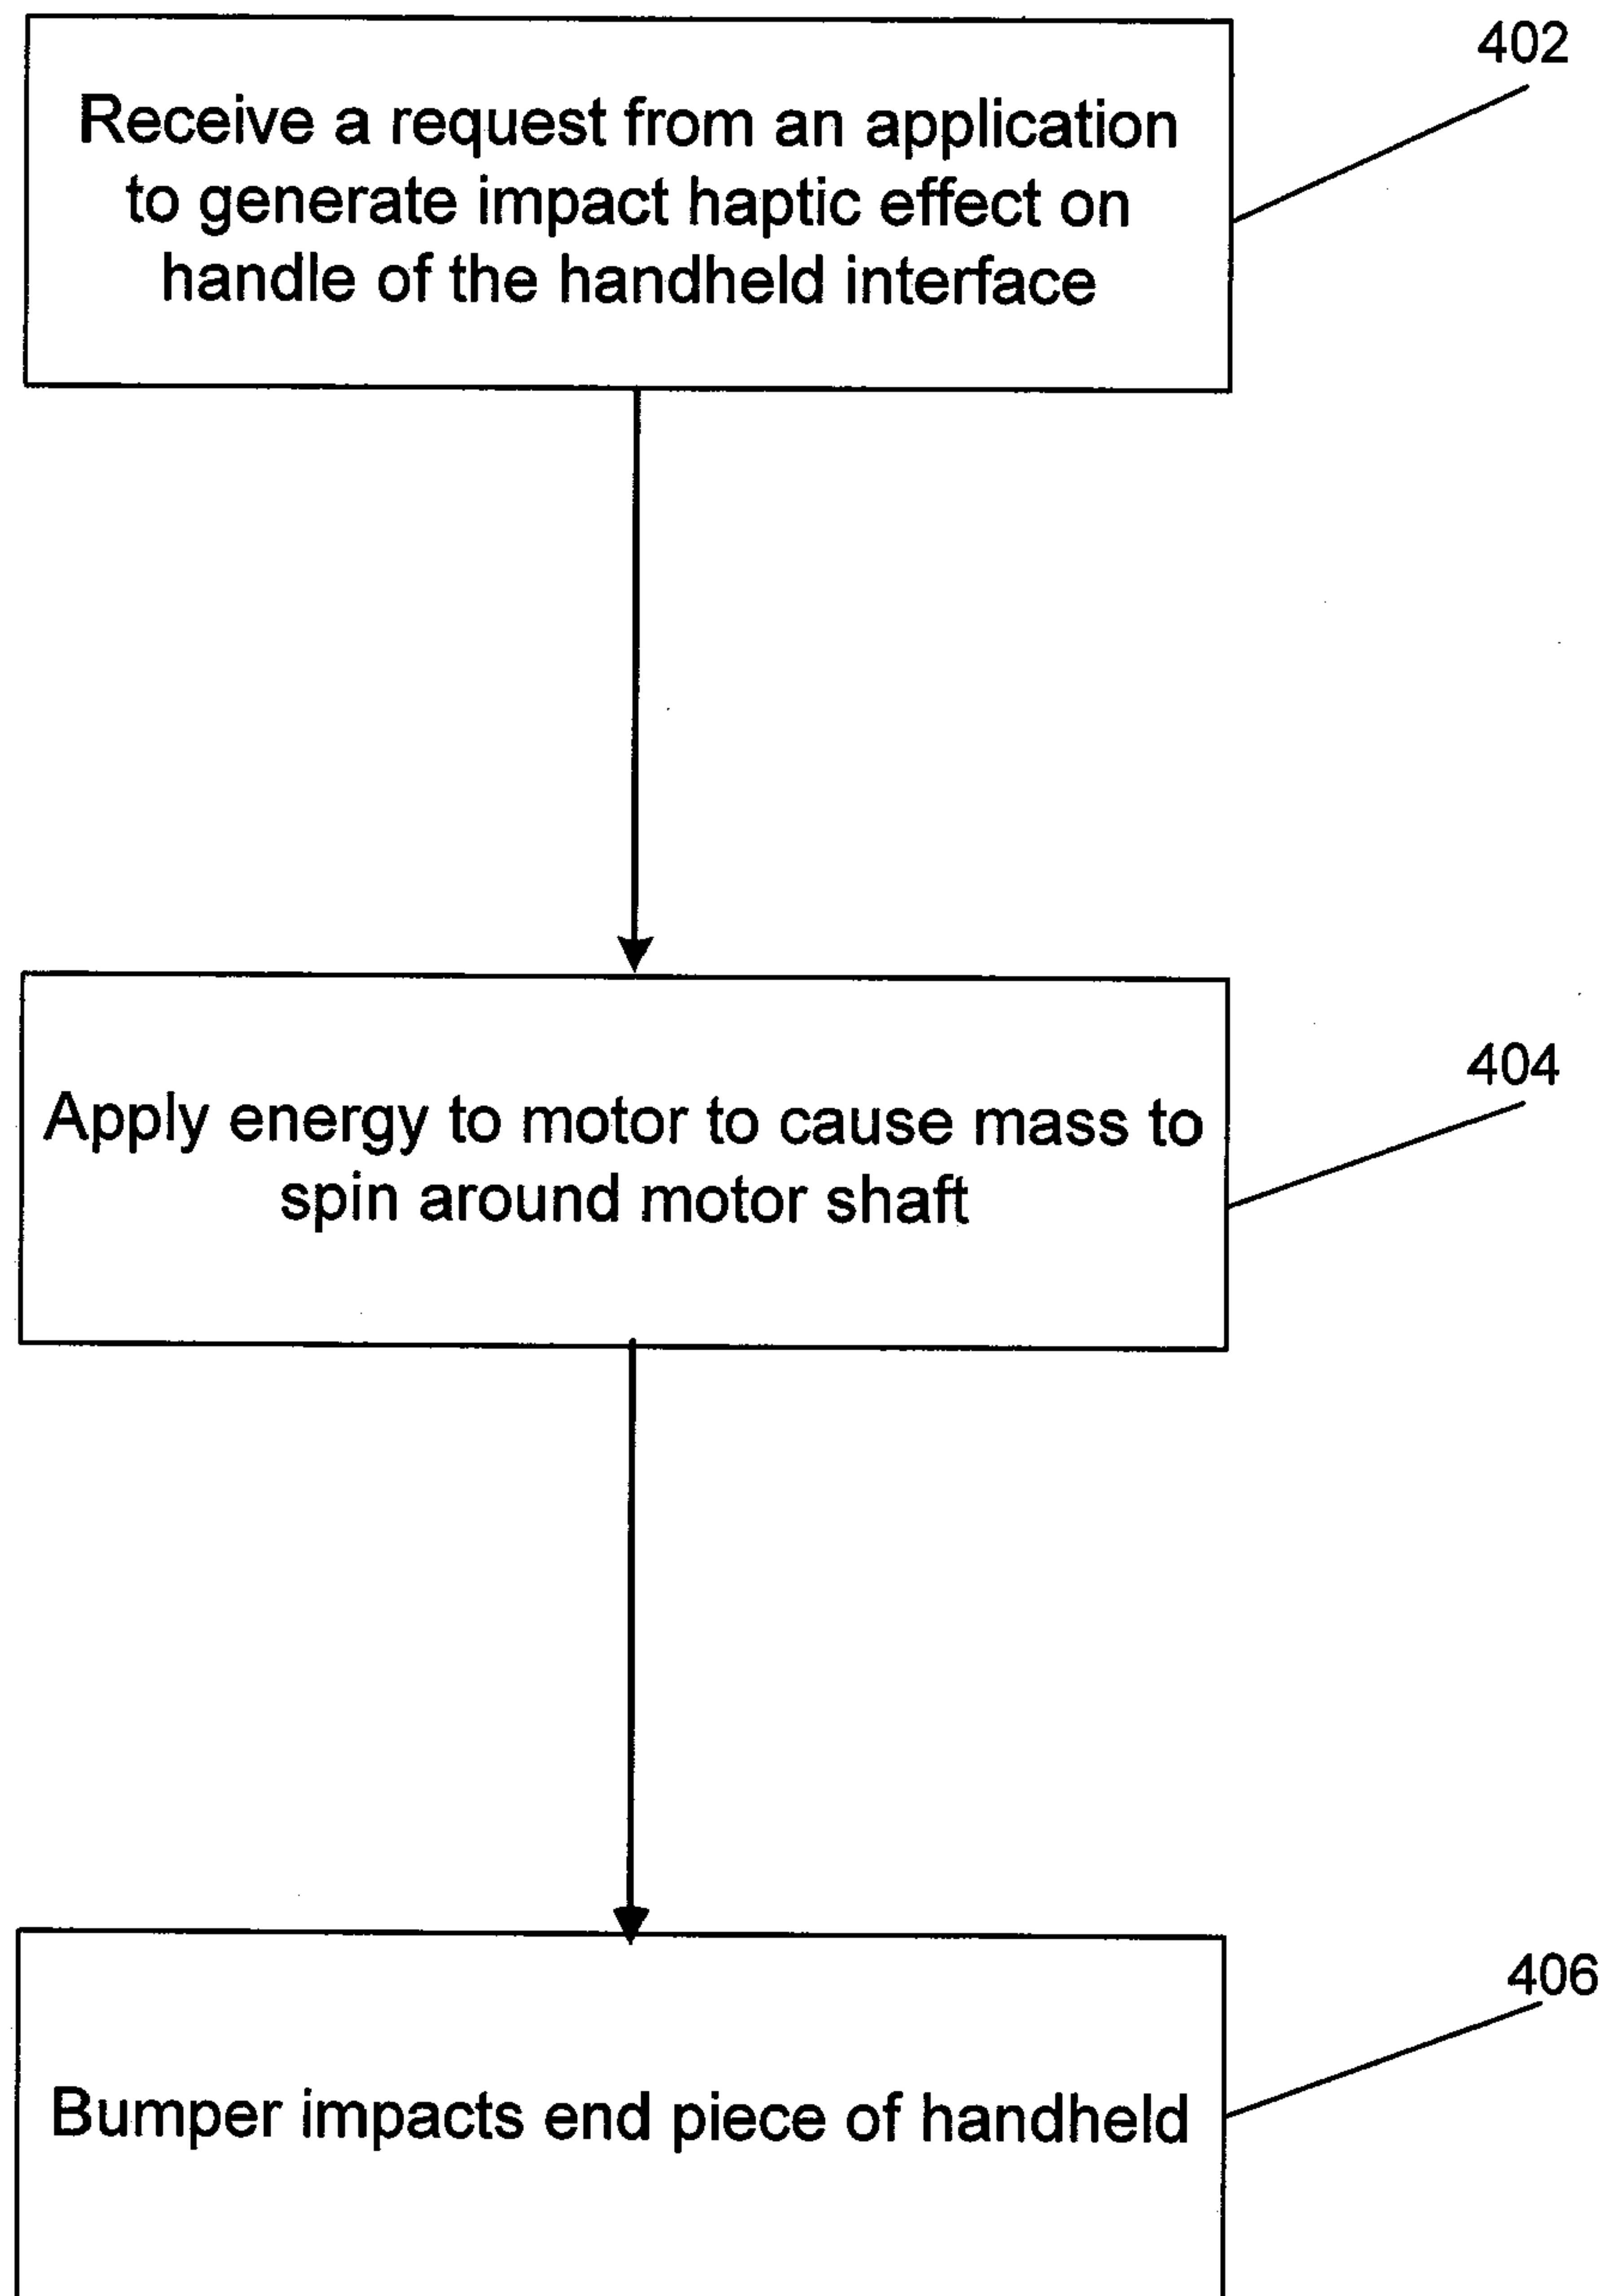 402
Receive a request from an application
to generate impact haptic effect on
handle of the handheld interface
404
Apply energy to motor to cause mass to
spin around motor shaft
406
Bumper impacts end piece of handheld